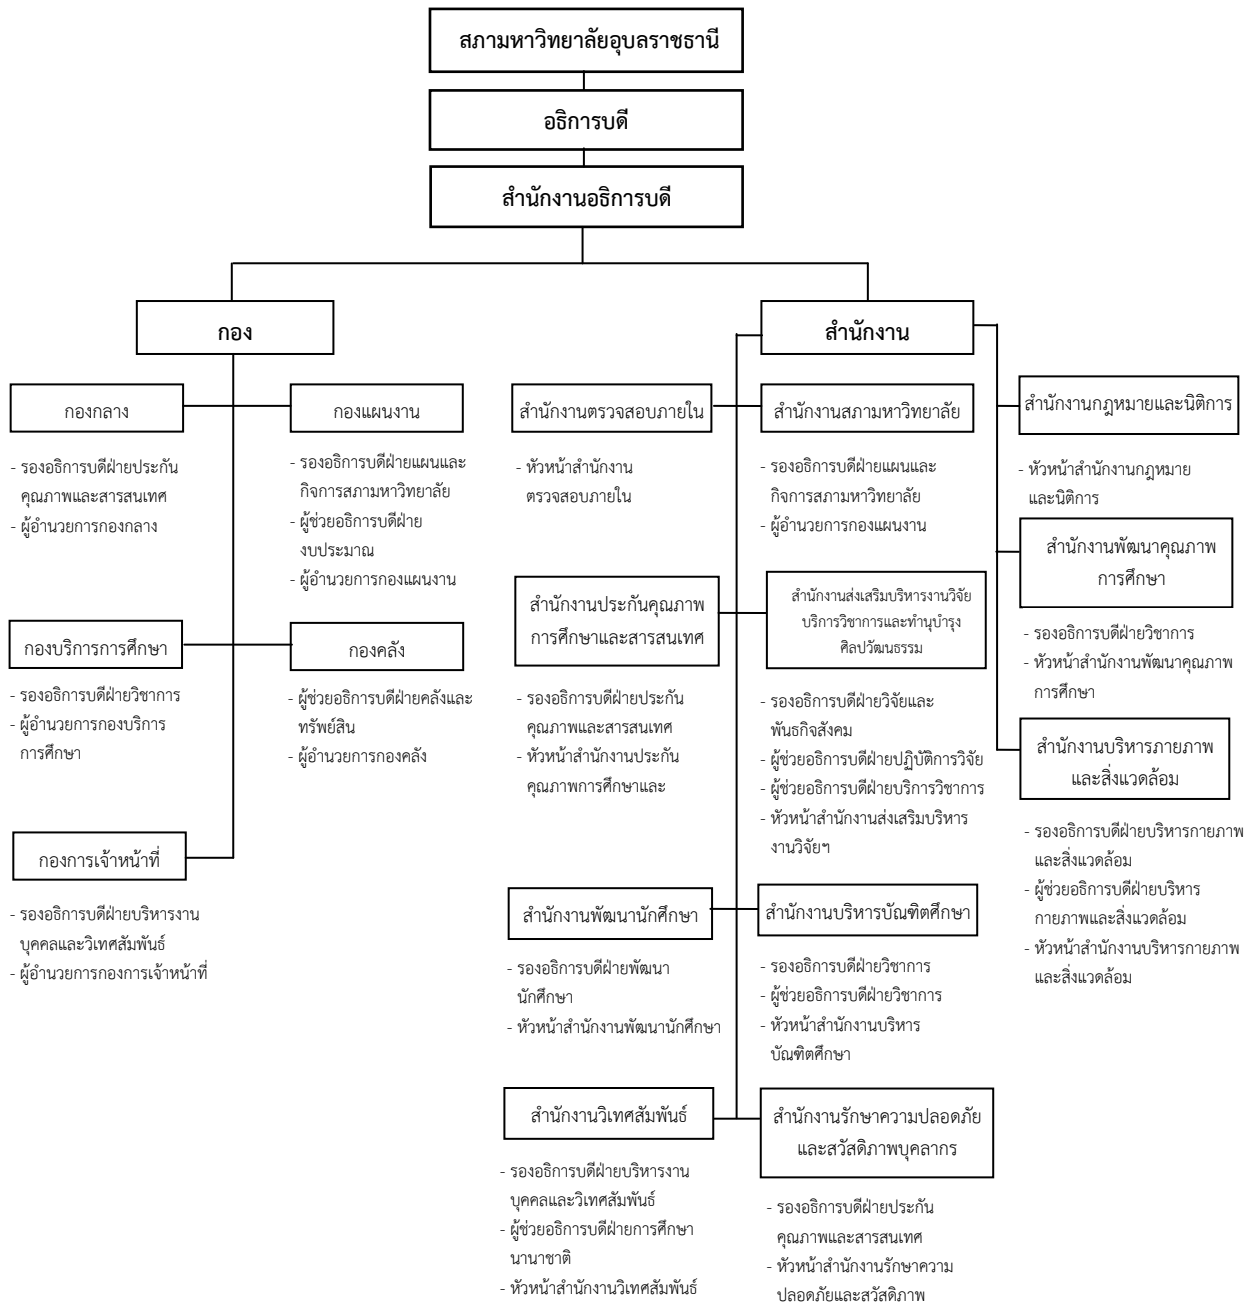 สภามหาวิทยาลัยอุบลราชธานี
อธิการบดี
สำนักงานอธิการบดี
กอง
สำนักงาน
กองกลาง
- รองอธิการบดีฝ่ายประกัน
คุณภาพและสารสนเทศ
- ผู้อำนวยการกองกลาง
กองแผนงาน
- รองอธิการบดีฝ่ายแผนและ
กิจการสภามหาวิทยาลัย
- ผู้ช่วยอธิการบดีฝ่าย
งบประมาณ
- ผู้อำนวยการกองแผนงาน
กองบริการการศึกษา
- รองอธิการบดีฝ่ายวิชาการ
- ผู้อำนวยการกองบริการ
การศึกษา
กองคลัง
- ผู้ช่วยอธิการบดีฝ่ายคลังและ
ทรัพย์สิน
- ผู้อำนวยการกองคลัง
กองการเจ้าหน้าที่
- รองอธิการบดีฝ่ายบริหารงาน
บุคคลและวิเทศสัมพันธ์
- ผู้อำนวยการกองการเจ้าหน้าที่
สำนักงานตรวจสอบภายใน
- หัวหน้าสำนักงาน
ตรวจสอบภายใน
สำนักงานสภามหาวิทยาลัย
- รองอธิการบดีฝ่ายแผนและ
กิจการสภามหาวิทยาลัย
- ผู้อำนวยการกองแผนงาน
สำนักงานกฎหมายและนิติการ
- หัวหน้าสำนักงานกฎหมาย
และนิติการ
สำนักงานประกันคุณภาพ
การศึกษาและสารสนเทศ
- รองอธิการบดีฝ่ายประกัน
คุณภาพและสารสนเทศ
- หัวหน้าสำนักงานประกัน
คุณภาพการศึกษาและ
สำนักงานส่งเสริมบริหารงานวิจัย
บริการวิชาการและทำนุบำรุง
ศิลปวัฒนธรรม
- รองอธิการบดีฝ่ายวิจัยและ
พันธกิจสังคม
- ผู้ช่วยอธิการบดีฝ่ายปฏิบัติการวิจัย
- ผู้ช่วยอธิการบดีฝ่ายบริการวิชาการ
- หัวหน้าสำนักงานส่งเสริมบริหาร
งานวิจัยฯ
สำนักงานพัฒนาคุณภาพ
การศึกษา
- รองอธิการบดีฝ่ายวิชาการ
- หัวหน้าสำนักงานพัฒนาคุณภาพ
การศึกษา
สำนักงานบริหารภายภาพ
และสิ่งแวดล้อม
- รองอธิการบดีฝ่ายบริหารกายภาพ
และสิ่งแวดล้อม
- ผู้ช่วยอธิการบดีฝ่ายบริหาร
กายภาพและสิ่งแวดล้อม
- หัวหน้าสำนักงานบริหารกายภาพ
และสิ่งแวดล้อม
สำนักงานพัฒนานักศึกษา
- รองอธิการบดีฝ่ายพัฒนา
นักศึกษา
- หัวหน้าสำนักงานพัฒนานักศึกษา
สำนักงานบริหารบัณฑิตศึกษา
- รองอธิการบดีฝ่ายวิชาการ
- ผู้ช่วยอธิการบดีฝ่ายวิชาการ
- หัวหน้าสำนักงานบริหาร
บัณฑิตศึกษา
สำนักงานวิเทศสัมพันธ์
- รองอธิการบดีฝ่ายบริหารงาน
บุคคลและวิเทศสัมพันธ์
- ผู้ช่วยอธิการบดีฝ่ายการศึกษา
นานาชาติ
- หัวหน้าสำนักงานวิเทศสัมพันธ์
สำนักงานรักษาความปลอดภัย
และสวัสดิภาพบุคลากร
- รองอธิการบดีฝ่ายประกัน
คุณภาพและสารสนเทศ
- หัวหน้าสำนักงานรักษาความ
ปลอดภัยและสวัสดิภาพ